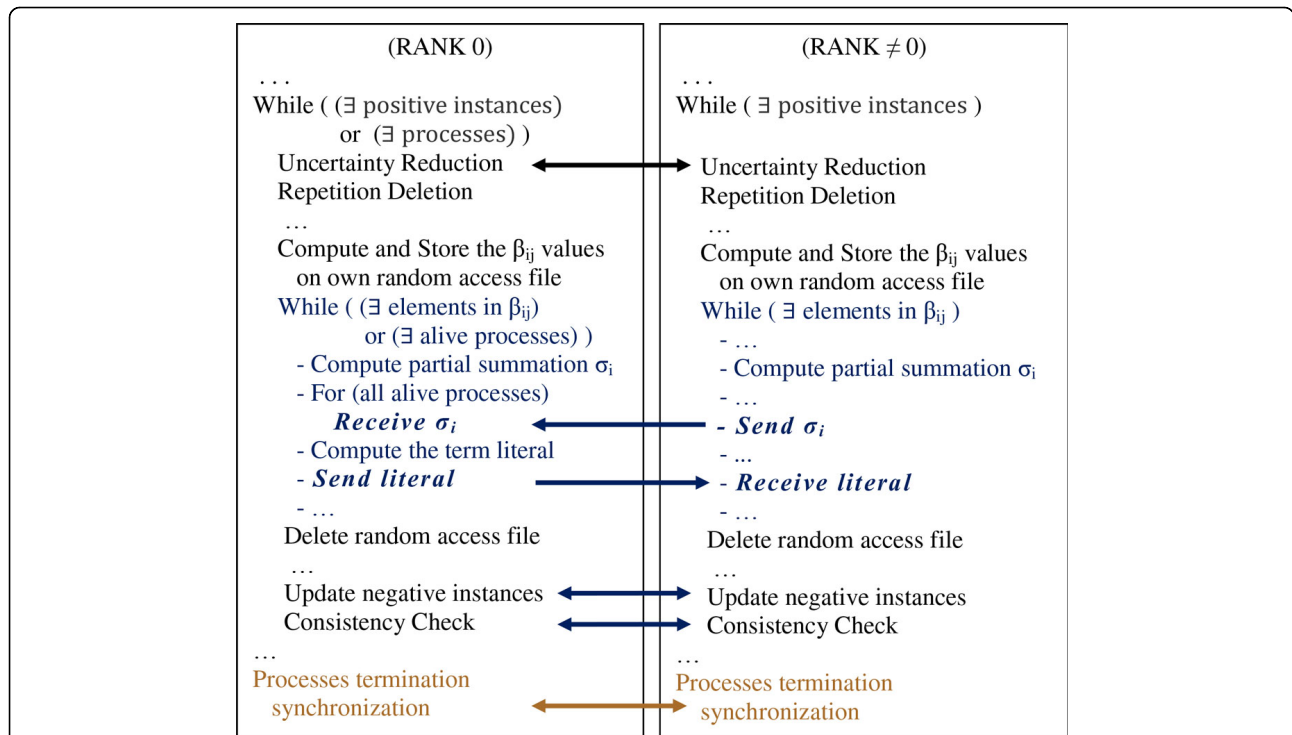 (RANK 0)
. . .
While ( (∃ positive instances)
or (∃ processes) )
Uncertainty Reduction
Repetition Deletion
…
Compute and Store the βij values
on own random access file
While ( (∃ elements in βij)
or (∃ alive processes) )
- Compute partial summation σi
- For (all alive processes)
Receive σi
- Compute the term literal
- Send literal
- …
Delete random access file
…
Update negative instances
Consistency Check
…
Processes termination
synchronization
(RANK ≠ 0)
. . .
While ( ∃ positive instances )
Uncertainty Reduction
Repetition Deletion
…
Compute and Store the βij values
on own random access file
While ( ∃ elements in βij )
- …
- Compute partial summation σi
- …
- Send σi
- ...
- Receive literal
- …
Delete random access file
…
Update negative instances
Consistency Check
…
Processes termination
synchronization